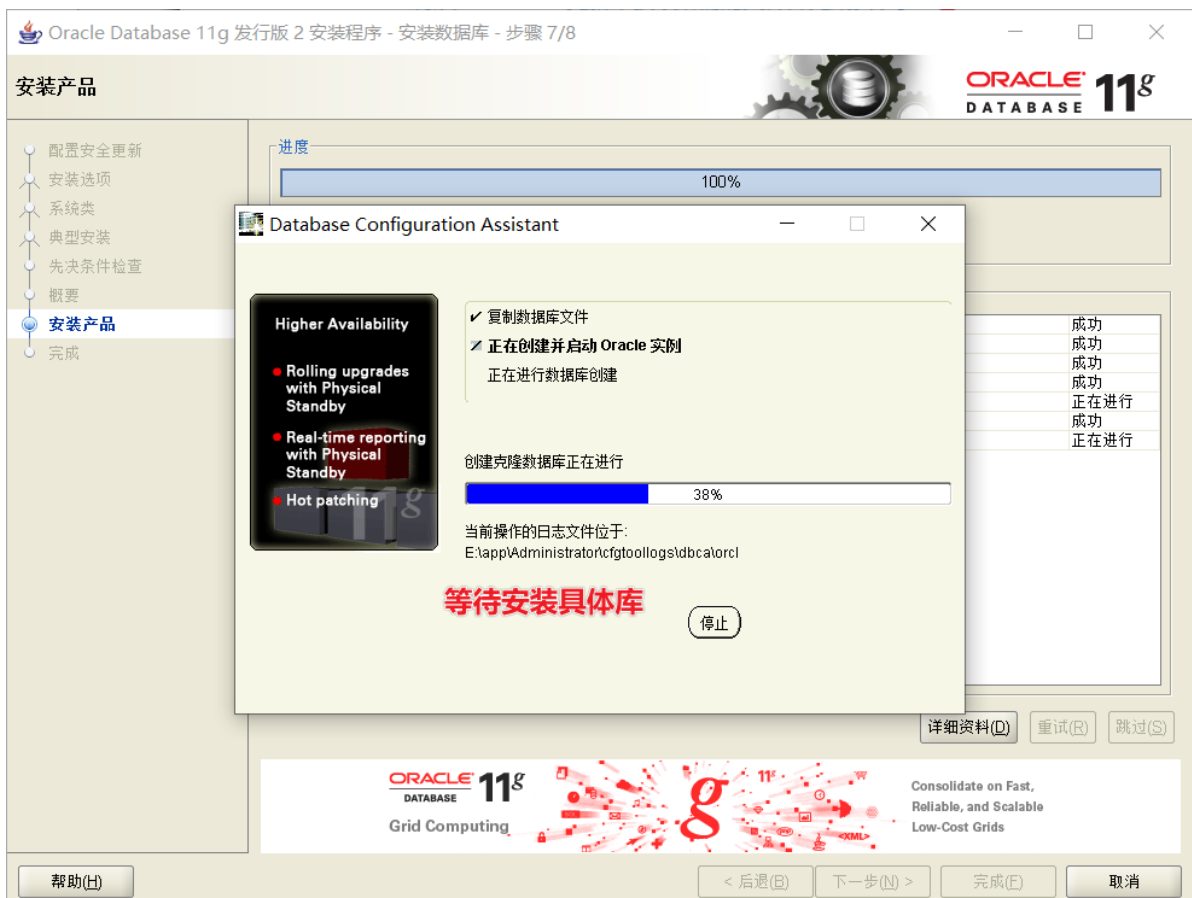 Oracle Database 11g 发行版 2 安装程序 - 安装数据库 - 步骤 7/8
安装产品
ORACLE 11g
DATABASE
配置安全更新
安装选项
系统类
典型安装
先决条件检查
概要
安装产品
完成
进度
100%
Database Configuration Assistant
Higher Availability
Rolling upgrades
with Physical
Standby
Real-time reporting
with Physical
Standby
Hot patching
11g
复制数据库文件
正在创建并启动 Oracle 实例
正在进行数据库创建
创建克隆数据库正在进行
38%
当前操作的日志文件位于:
E:\app\Administrator\cfgtoollogs\dbca\orcl
等待安装具体库
停止
成功
成功
成功
成功
正在进行
成功
正在进行
详细资料(D) 重试(R) 跳过(S)
ORACLE 11g
DATABASE
Grid Computing
g
11g
<XML>
Consolidate on Fast,
Reliable, and Scalable
Low-Cost Grids
帮助(H) < 后退(B) 下一步(N) > 完成(F) 取消